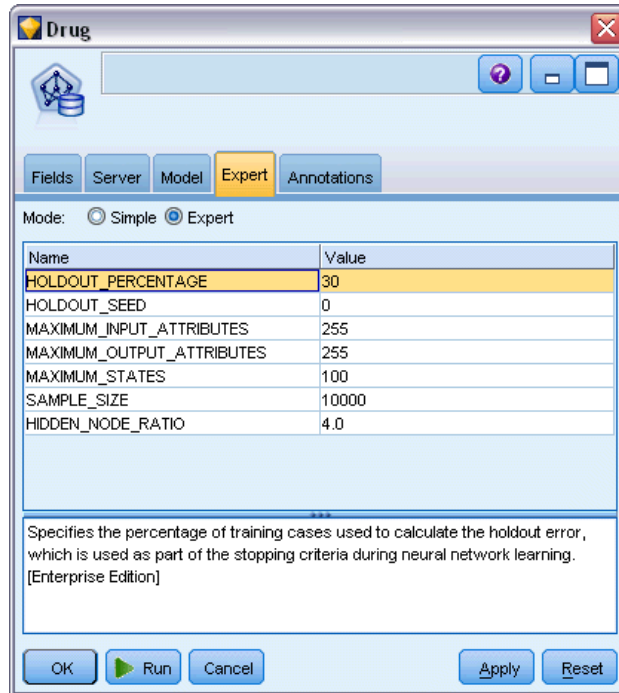 Drug
Fields Server Model Expert Annotations
Mode: Simple Expert
Name Value
HOLDOUT_PERCENTAGE 30
HOLDOUT_SEED 0
MAXIMUM_INPUT_ATTRIBUTES 255
MAXIMUM_OUTPUT_ATTRIBUTES 255
MAXIMUM_STATES 100
SAMPLE_SIZE 10000
HIDDEN_NODE_RATIO 4.0
Specifies the percentage of training cases used to calculate the holdout error,
which is used as part of the stopping criteria during neural network learning.
[Enterprise Edition]
OK Run Cancel Apply Reset